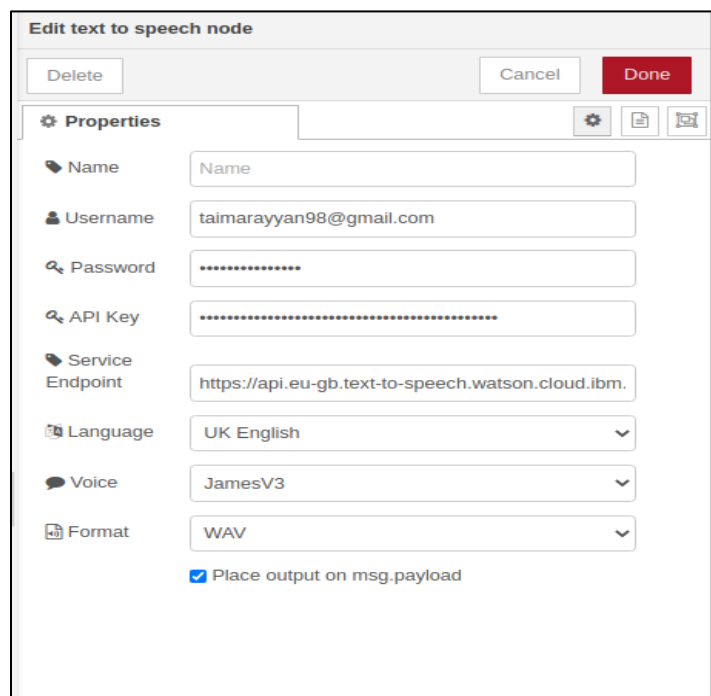 Edit text to speech node
Delete
Cancel
Done
Properties
Name
Name
Username
taimarayyan98@gmail.com
Password
•••••••••••••••
API Key
••••••••••••••••••••••••••••••••••••••••••••
Service
Endpoint
https://api.eu-gb.text-to-speech.watson.cloud.ibm.
Language
UK English
Voice
JamesV3
Format
WAV
Place output on msg.payload